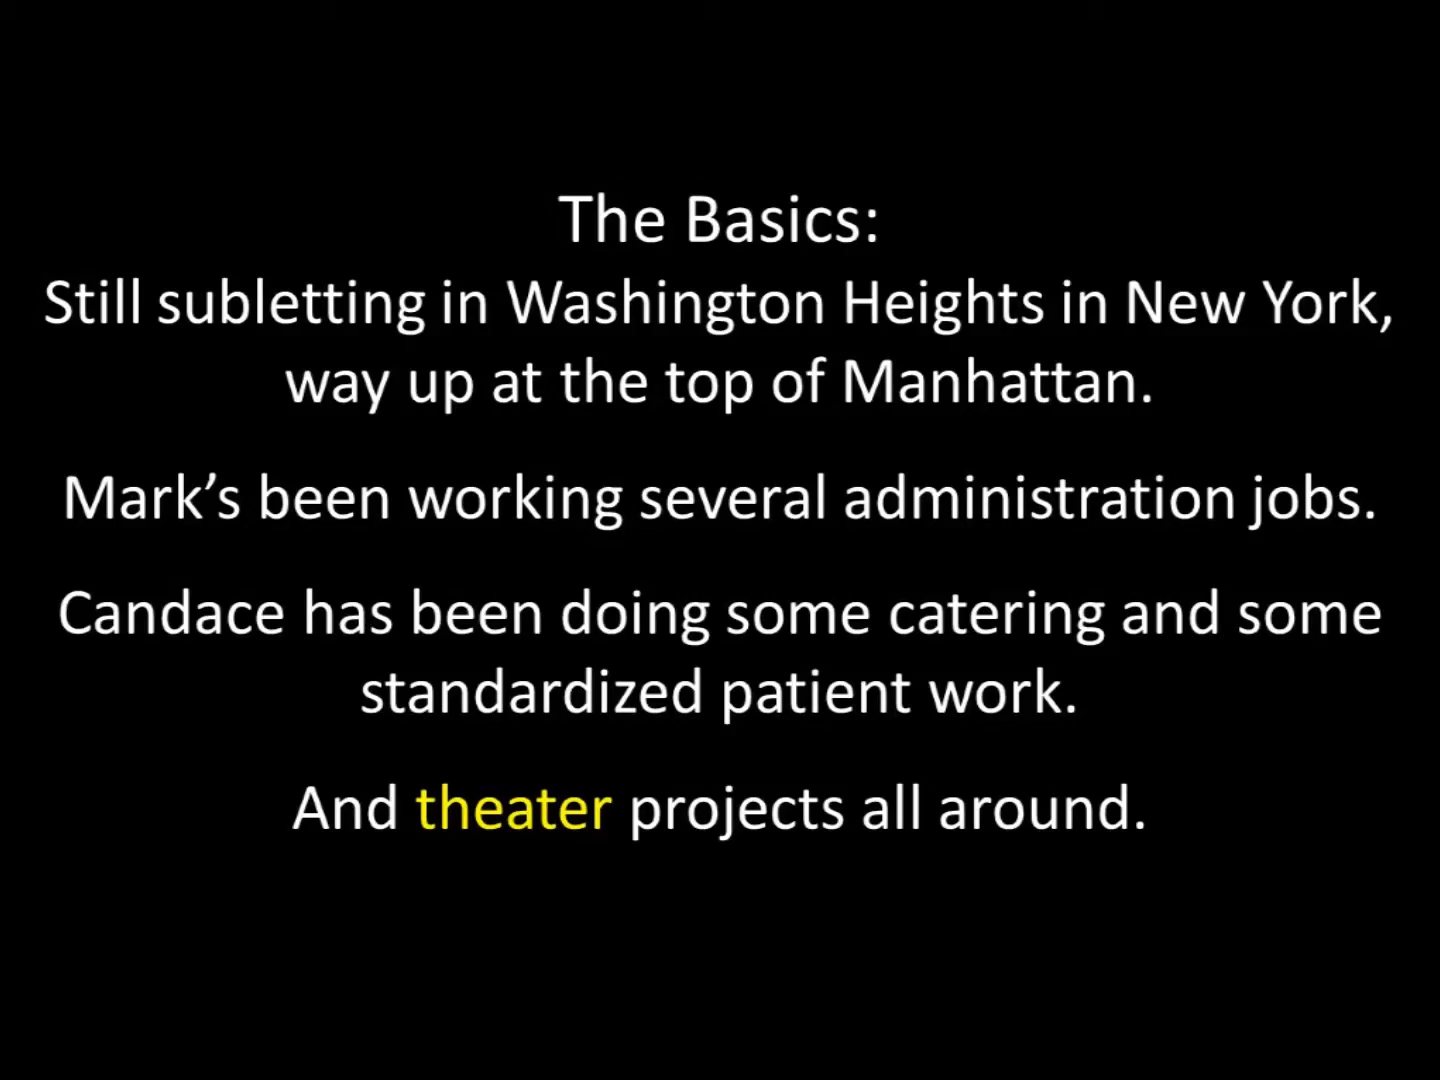 The Basics:
Still subletting in Washington Heights in New York,
way up at the top of Manhattan.
Mark’s been working several administration jobs.
Candace has been doing some catering and some
standardized patient work.
And theater projects all around.